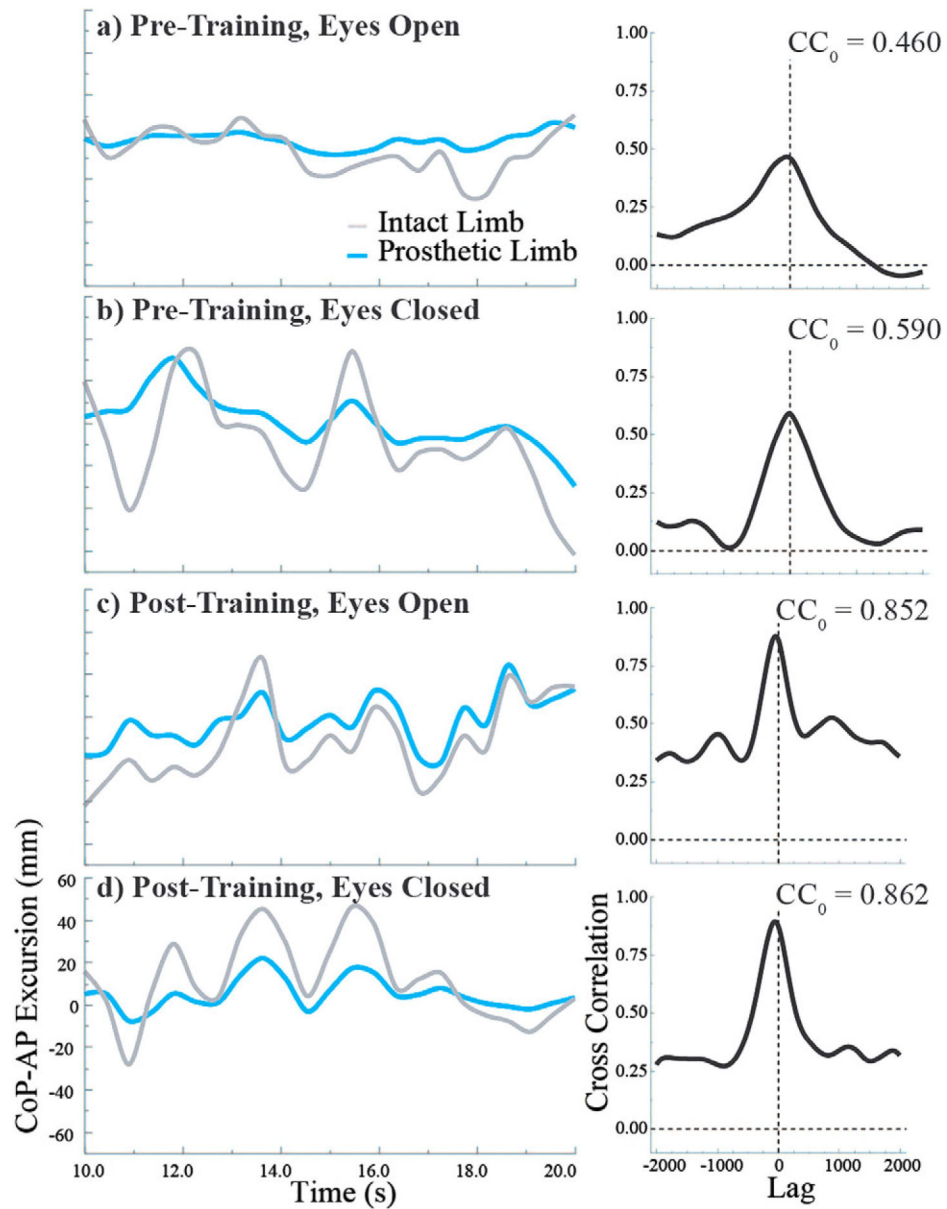 a) Pre-Training, Eyes Open
Intact Limb
Prosthetic Limb
1.00
0.75
0.50
0.25
0.00
CC0 = 0.460
b) Pre-Training, Eyes Closed
1.00
0.75
0.50
0.25
0.00
CC0 = 0.590
c) Post-Training, Eyes Open
1.00
0.75
0.50
0.25
0.00
CC0 = 0.852
d) Post-Training, Eyes Closed
CoP-AP Excursion (mm)
60
40
20
0
-20
-40
-60
10.0 12.0 14.0 16.0 18.0 20.0
Time (s)
Cross Correlation
1.00
0.75
0.50
0.25
0.00
CC0 = 0.862
-2000 -1000 0 1000 2000
Lag